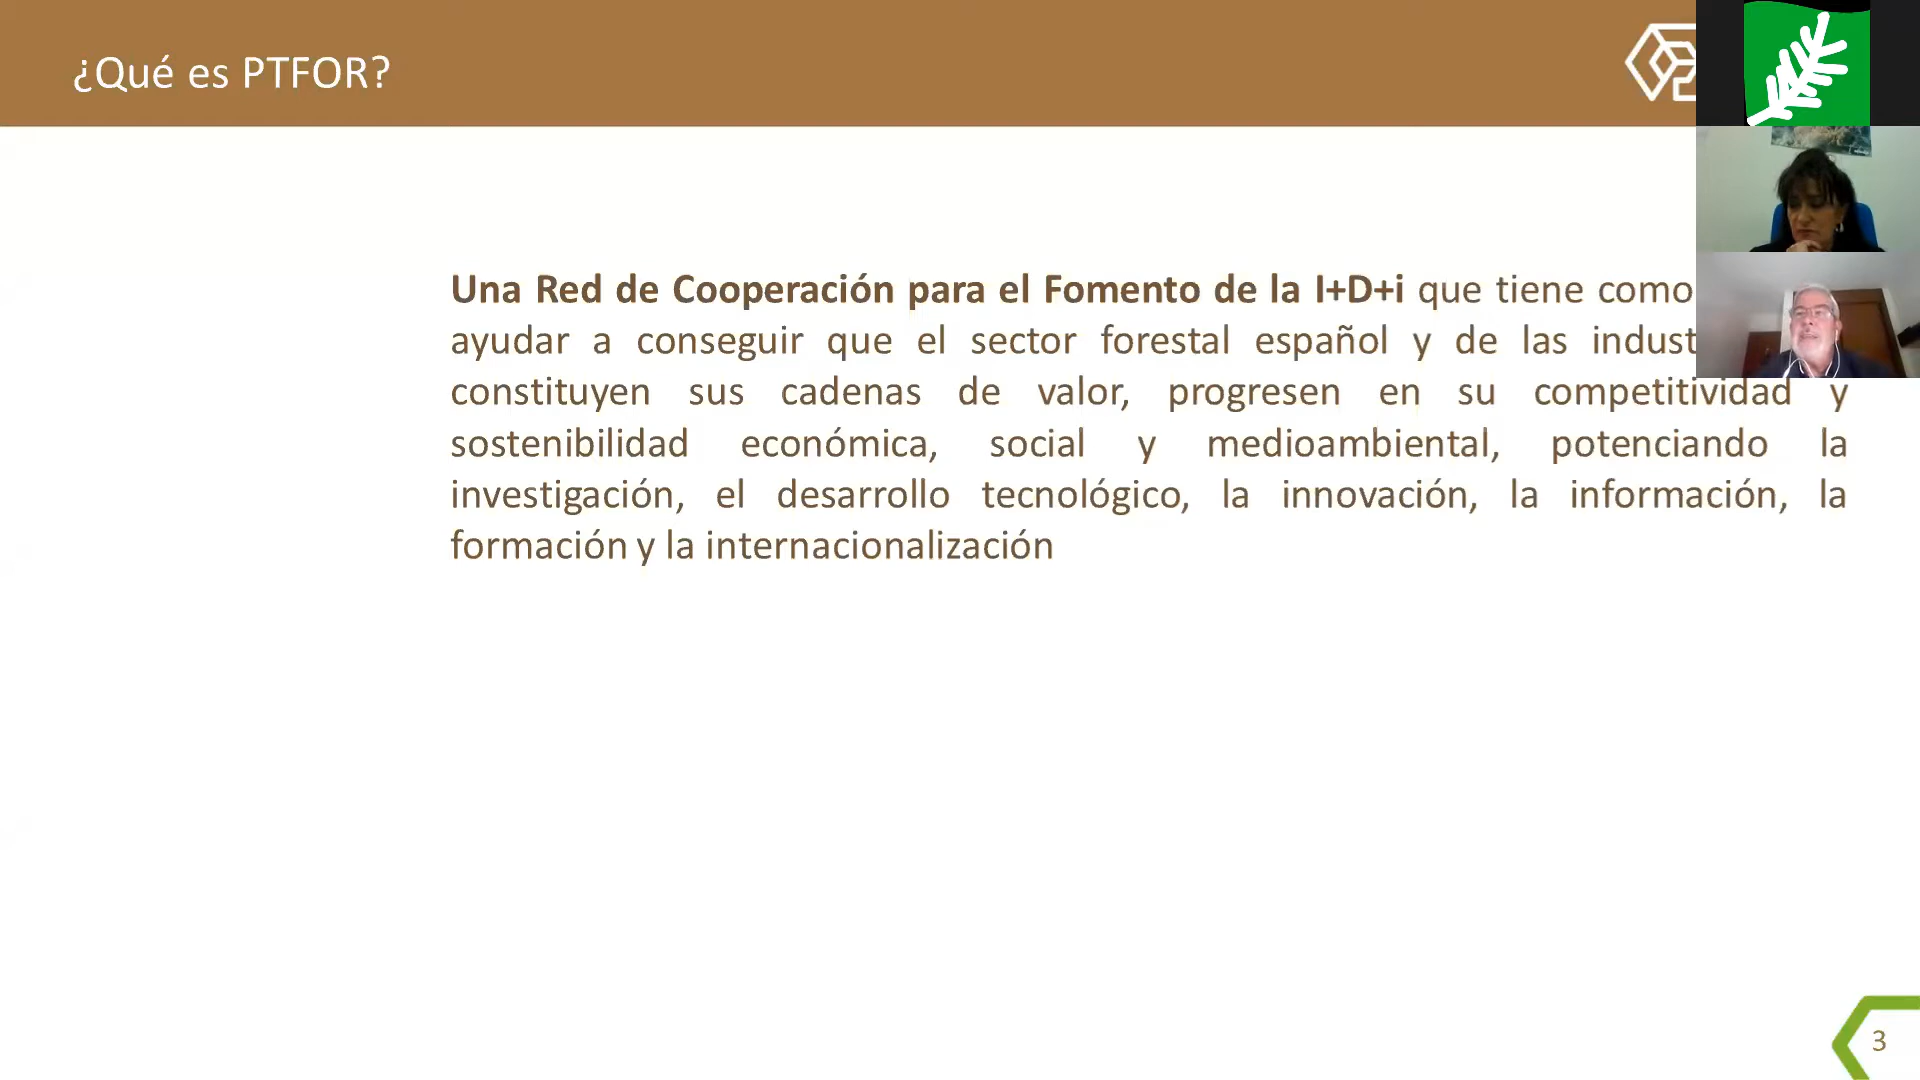 ¿Qué es PTFOR?
Una Red de Cooperación para el Fomento de la I+D+i que tiene como
ayudar a conseguir que el sector forestal español y de las indust
constituyen sus cadenas de valor, progresen en su competitividad y
sostenibilidad económica, social y medioambiental, potenciando la
investigación, el desarrollo tecnológico, la innovación, la información, la
formación y la internacionalización
3